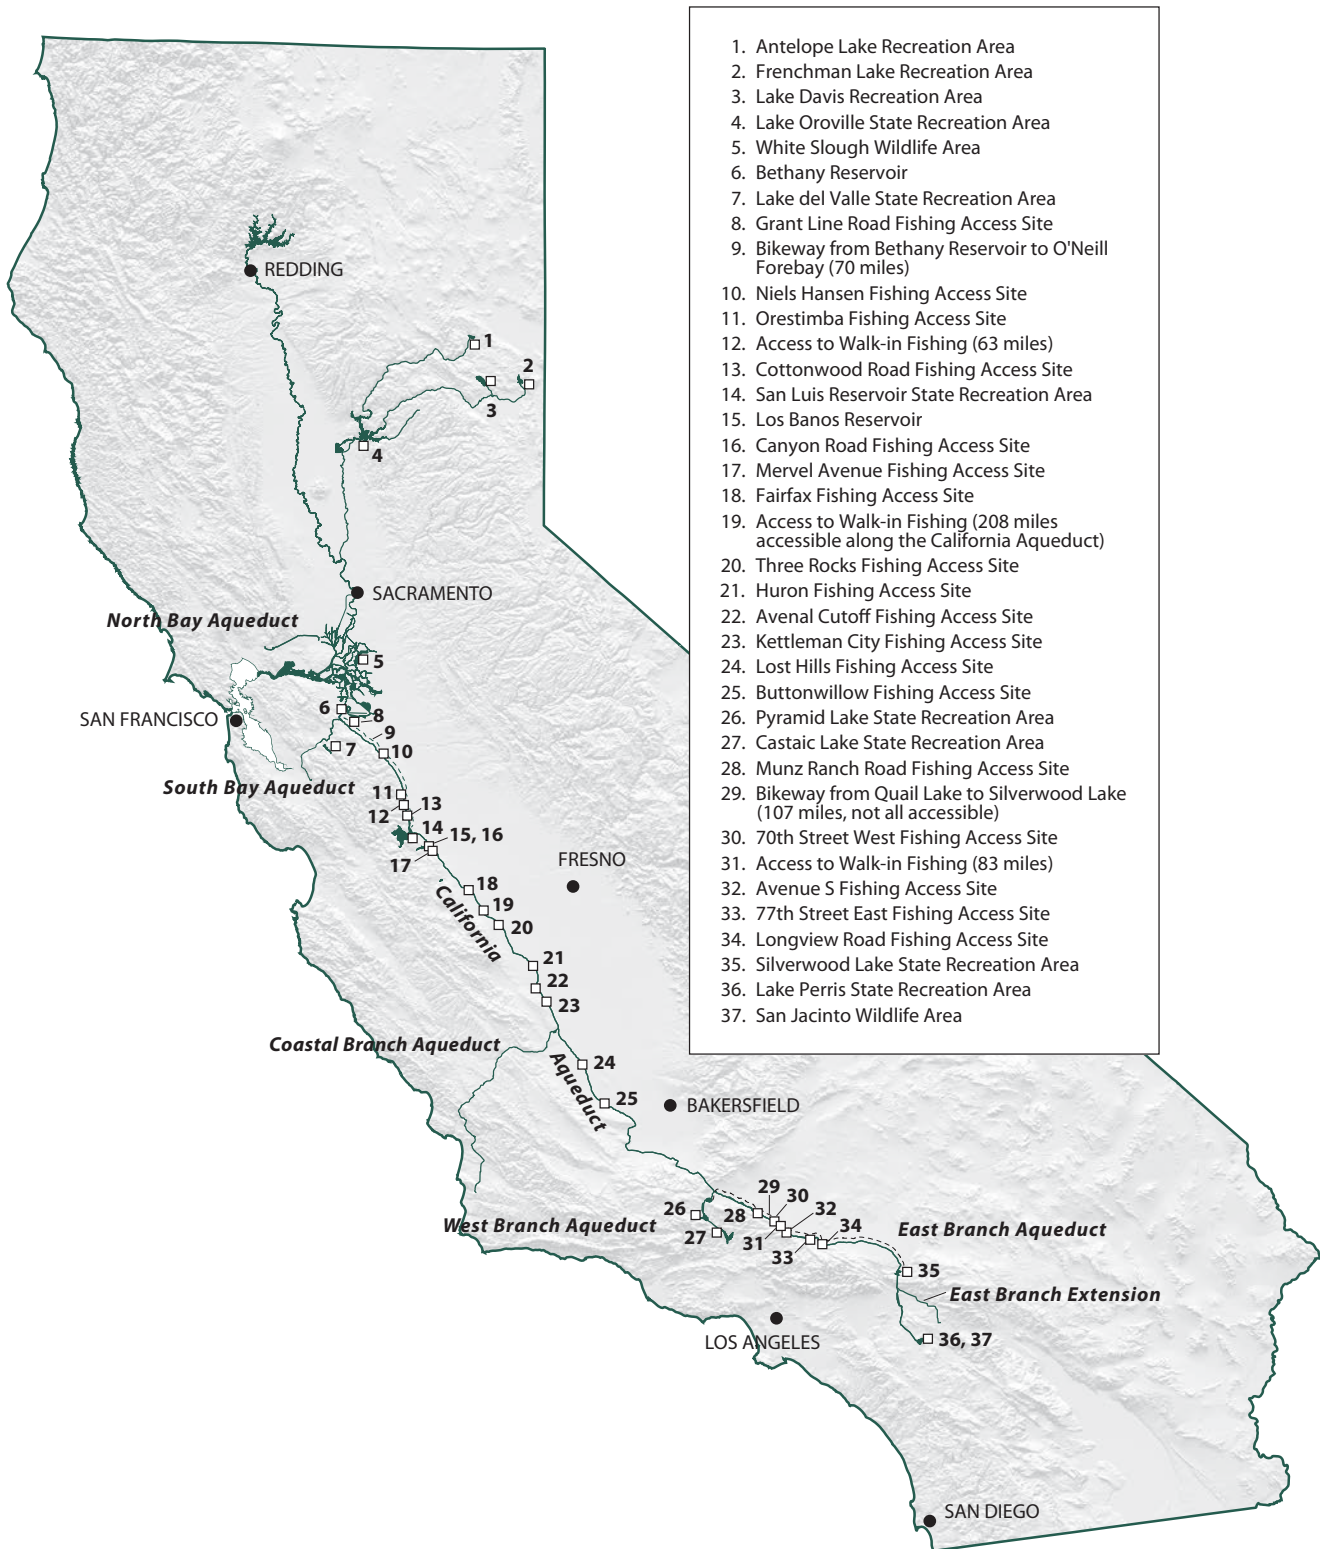 1. Antelope Lake Recreation Area
2. Frenchman Lake Recreation Area
3. Lake Davis Recreation Area
4. Lake Oroville State Recreation Area
5. White Slough Wildlife Area
6. Bethany Reservoir
7. Lake del Valle State Recreation Area
8. Grant Line Road Fishing Access Site
9. Bikeway from Bethany Reservoir to O'Neill
Forebay (70 miles)
10. Niels Hansen Fishing Access Site
11. Orestimba Fishing Access Site
12. Access to Walk-in Fishing (63 miles)
13. Cottonwood Road Fishing Access Site
14. San Luis Reservoir State Recreation Area
15. Los Banos Reservoir
16. Canyon Road Fishing Access Site
17. Mervel Avenue Fishing Access Site
18. Fairfax Fishing Access Site
19. Access to Walk-in Fishing (208 miles
accessible along the California Aqueduct)
20. Three Rocks Fishing Access Site
21. Huron Fishing Access Site
22. Avenal Cutoff Fishing Access Site
23. Kettleman City Fishing Access Site
24. Lost Hills Fishing Access Site
25. Buttonwillow Fishing Access Site
26. Pyramid Lake State Recreation Area
27. Castaic Lake State Recreation Area
28. Munz Ranch Road Fishing Access Site
29. Bikeway from Quail Lake to Silverwood Lake
(107 miles, not all accessible)
30. 70th Street West Fishing Access Site
31. Access to Walk-in Fishing (83 miles)
32. Avenue S Fishing Access Site
33. 77th Street East Fishing Access Site
34. Longview Road Fishing Access Site
35. Silverwood Lake State Recreation Area
36. Lake Perris State Recreation Area
37. San Jacinto Wildlife Area
REDDING
1
2
3
4
SACRAMENTO
North Bay Aqueduct
5
6
SAN FRANCISCO
8
9
7
10
South Bay Aqueduct
11
12
13
14
15, 16
17
FRESNO
18
California
19
20
21
22
23
Coastal Branch Aqueduct
Aqueduct
24
25
BAKERSFIELD
29
30
26
28
32
West Branch Aqueduct
27
31
34
33
East Branch Aqueduct
35
East Branch Extension
LOS ANGELES
36, 37
SAN DIEGO